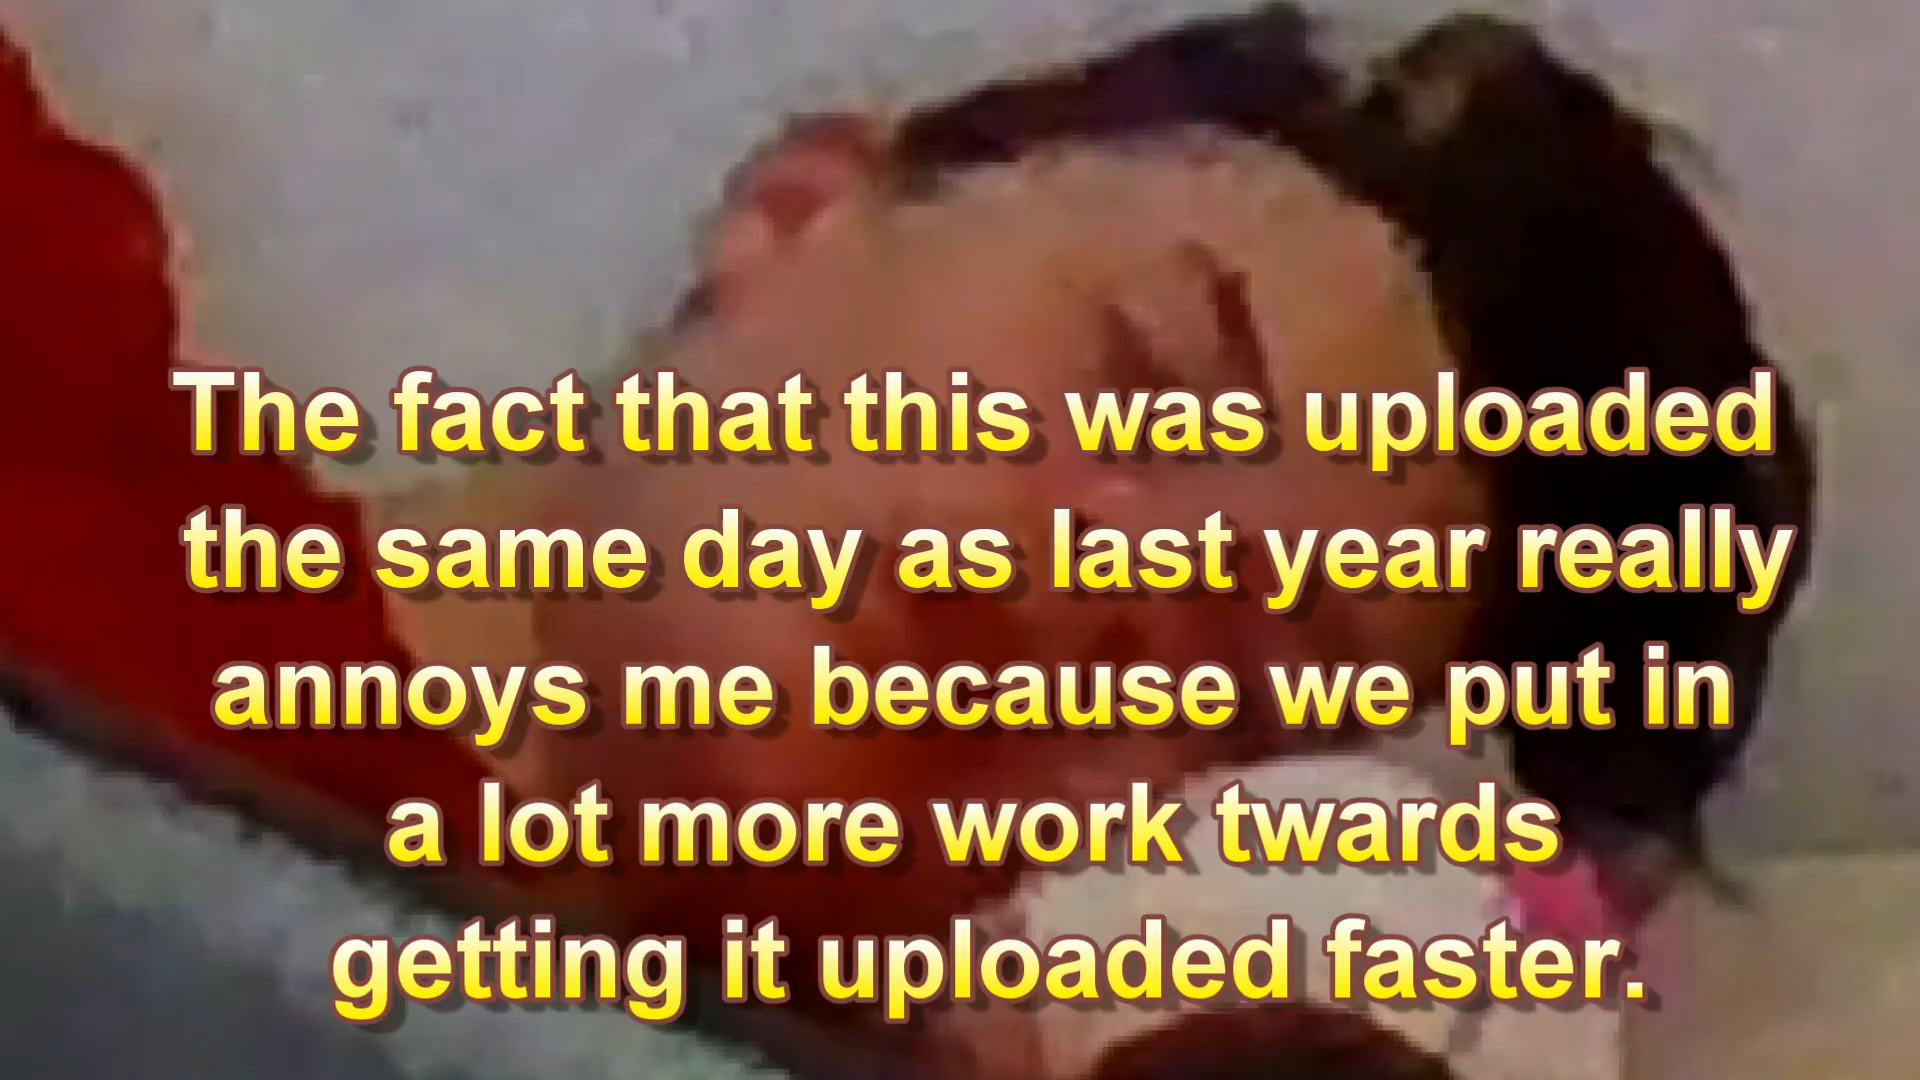 The fact that this was uploaded
the same day as last year really
annoys me because we put in
a lot more work twards
getting it uploaded faster.